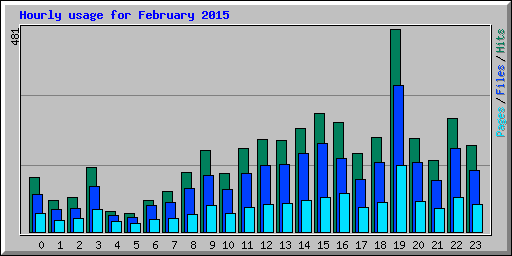 Hourly usage for February 2015
481
Pages/Files/Hits
0 1 2 3 4 5 6 7 8 9 10 11 12 13 14 15 16 17 18 19 20 21 22 23